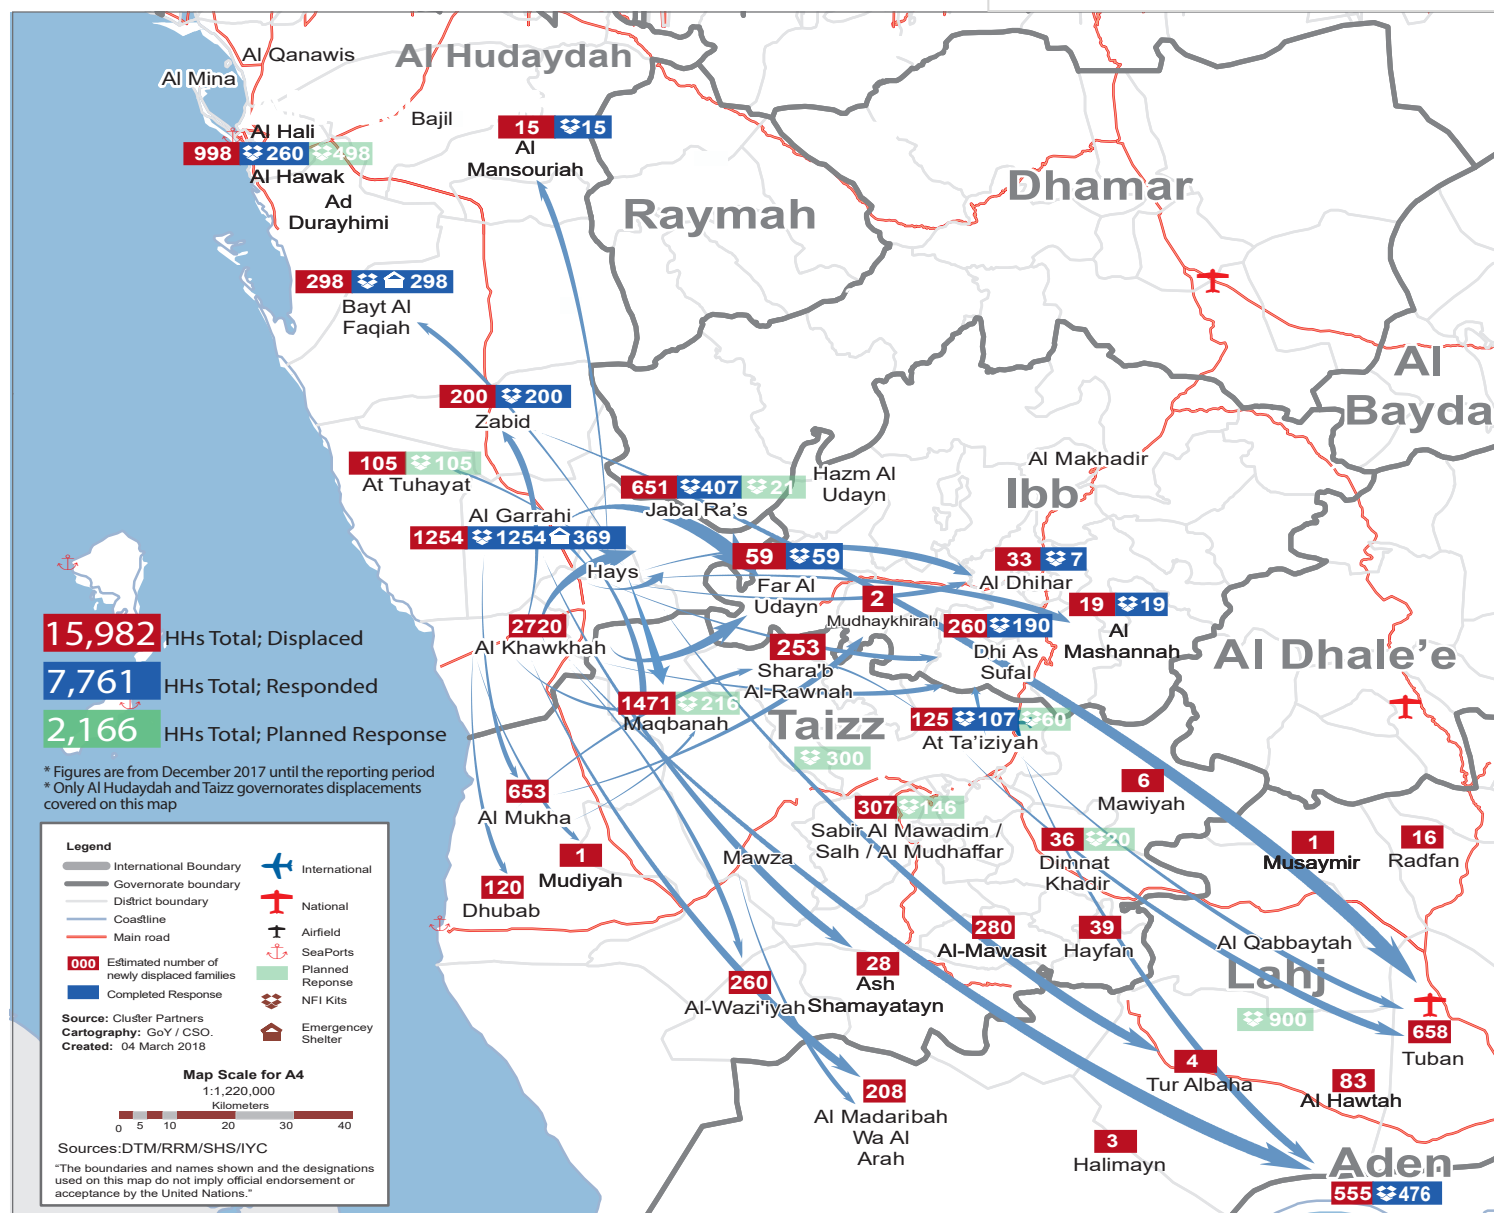 Al Qanawis
Al Hudaydah
Al Mina
Bajil
Al Hali
998 260 498
Al Hawak
Ad
Durayhimi
15 15
Al
Mansouriah
Raymah
Dhamar
298 298
Bayt Al
Faqiah
Al
Bayda
200 200
Zabid
105 105
At Tuhayat
651 407 21
Jabal Ra's
Hazm Al
Udayn
Al Makhadir
Ibb
Al Garrahi
1254 1254 369
Hays
59 59
Far Al
Udayn
33 7
Al Dhihar
2
Mudhaykhirah
19 19
Al
Mashannah
260 190
Dhi As
Sufal
2720
Al Khawkhah
253
Shara'b
Al-Rawnah
Al Dhale'e
1471 216
Maqbanah
Taizz
300
125 107 60
At Ta'iziyah
15,982 HHs Total; Displaced
7,761 HHs Total; Responded
2,166 HHs Total; Planned Response
* Figures are from December 2017 until the reporting period
* Only Al Hudaydah and Taizz governorates displacements
covered on this map
653
Al Mukha
6
Mawiyah
307 146
Sabir Al Mawadim /
Salh / Al Mudhaffar
36 20
Dimnat
Khadir
1
Musaymir
16
Radfan
1
Mudiyah
Mawza
120
Dhubab
280
Al-Mawasit
39
Hayfan
Al Qabbaytah
Lahj
900
28
Ash
Shamayatayn
260
Al-Wazi'iyah
658
Tuban
4
Tur Albaha
83
Al Hawtah
208
Al Madaribah
Wa Al
Arah
3
Halimayn
Aden
555 476
Legend
International Boundary
Governorate boundary
District boundary
Coastline
Main road
000 Estimated number of
newly displaced families
Completed Response
International
National
Airfield
SeaPorts
Planned
Reponse
NFI Kits
Emergencey
Shelter
Source: Cluster Partners
Cartography: GoY / CSO.
Created: 04 March 2018
Map Scale for A4
1:1,220,000
Kilometers
0 5 10 20 30 40
Sources:DTM/RRM/SHS/IYC
“The boundaries and names shown and the designations
used on this map do not imply official endorsement or
acceptance by the United Nations.”